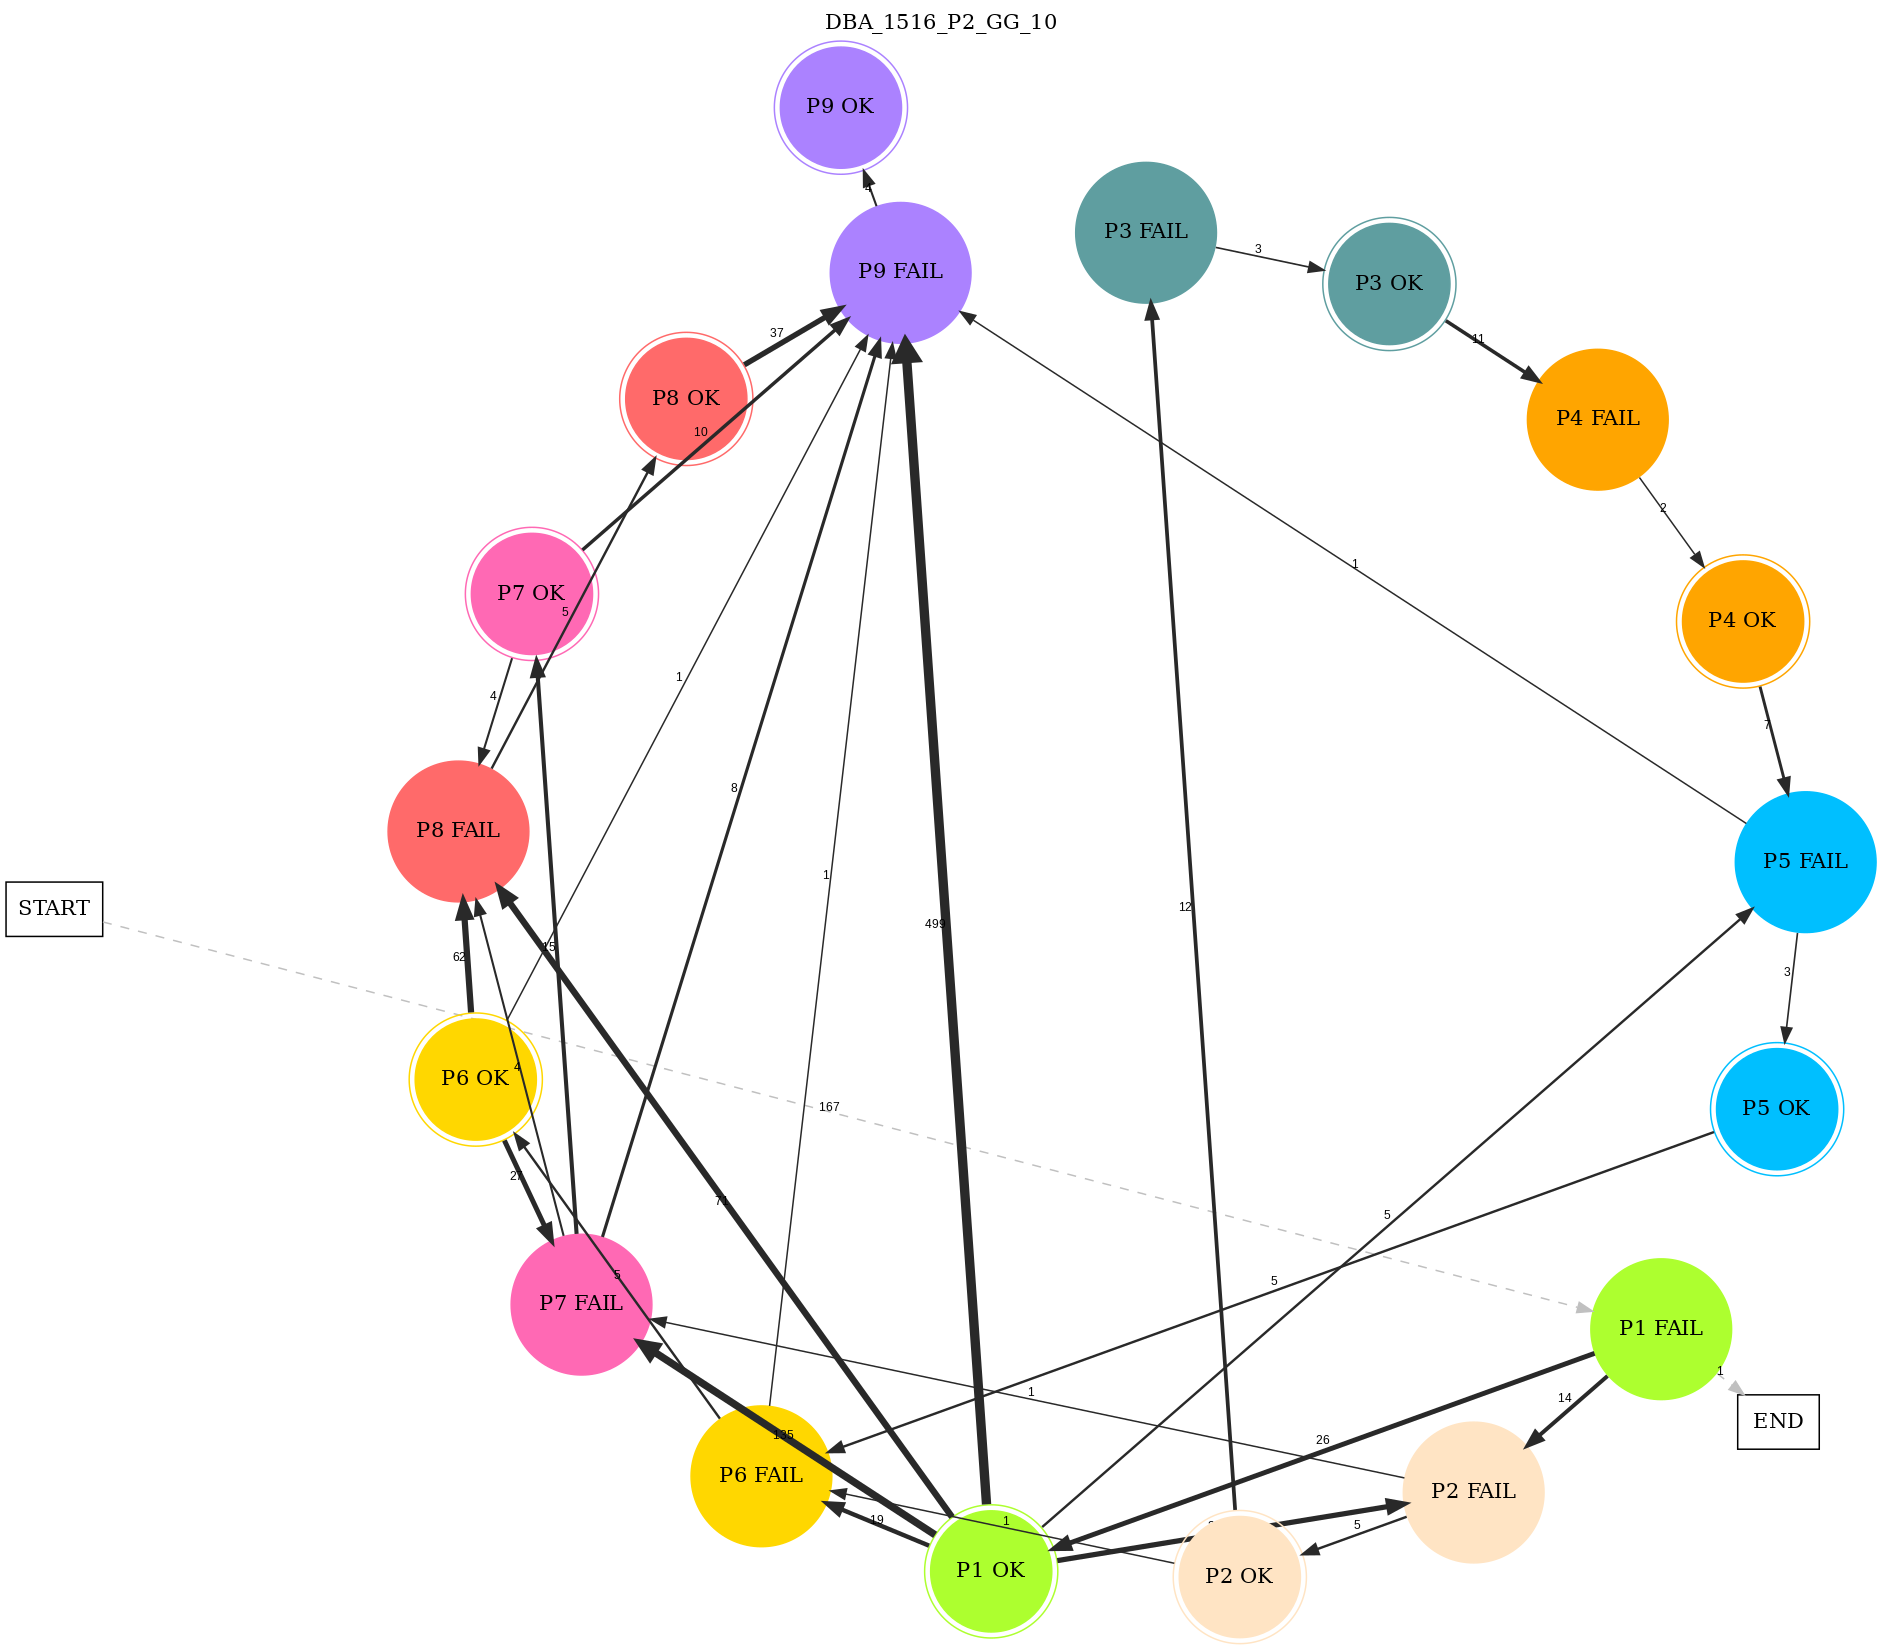 DBA_1516_P2_GG_10
P9 OK
4
P3 FAIL
3
P9 FAIL
P3 OK
37
11
P8 OK
P4 FAIL
10
2
1
P7 OK
5
P4 OK
1
4
7
8
P8 FAIL
P5 FAIL
1
START
12
499
15
62
3
4
P6 OK
167
P5 OK
27
71
5
5
5
P7 FAIL
P1 FAIL
1
1
14
END
135
26
P6 FAIL
P2 FAIL
19
1
5
P1 OK
P2 OK